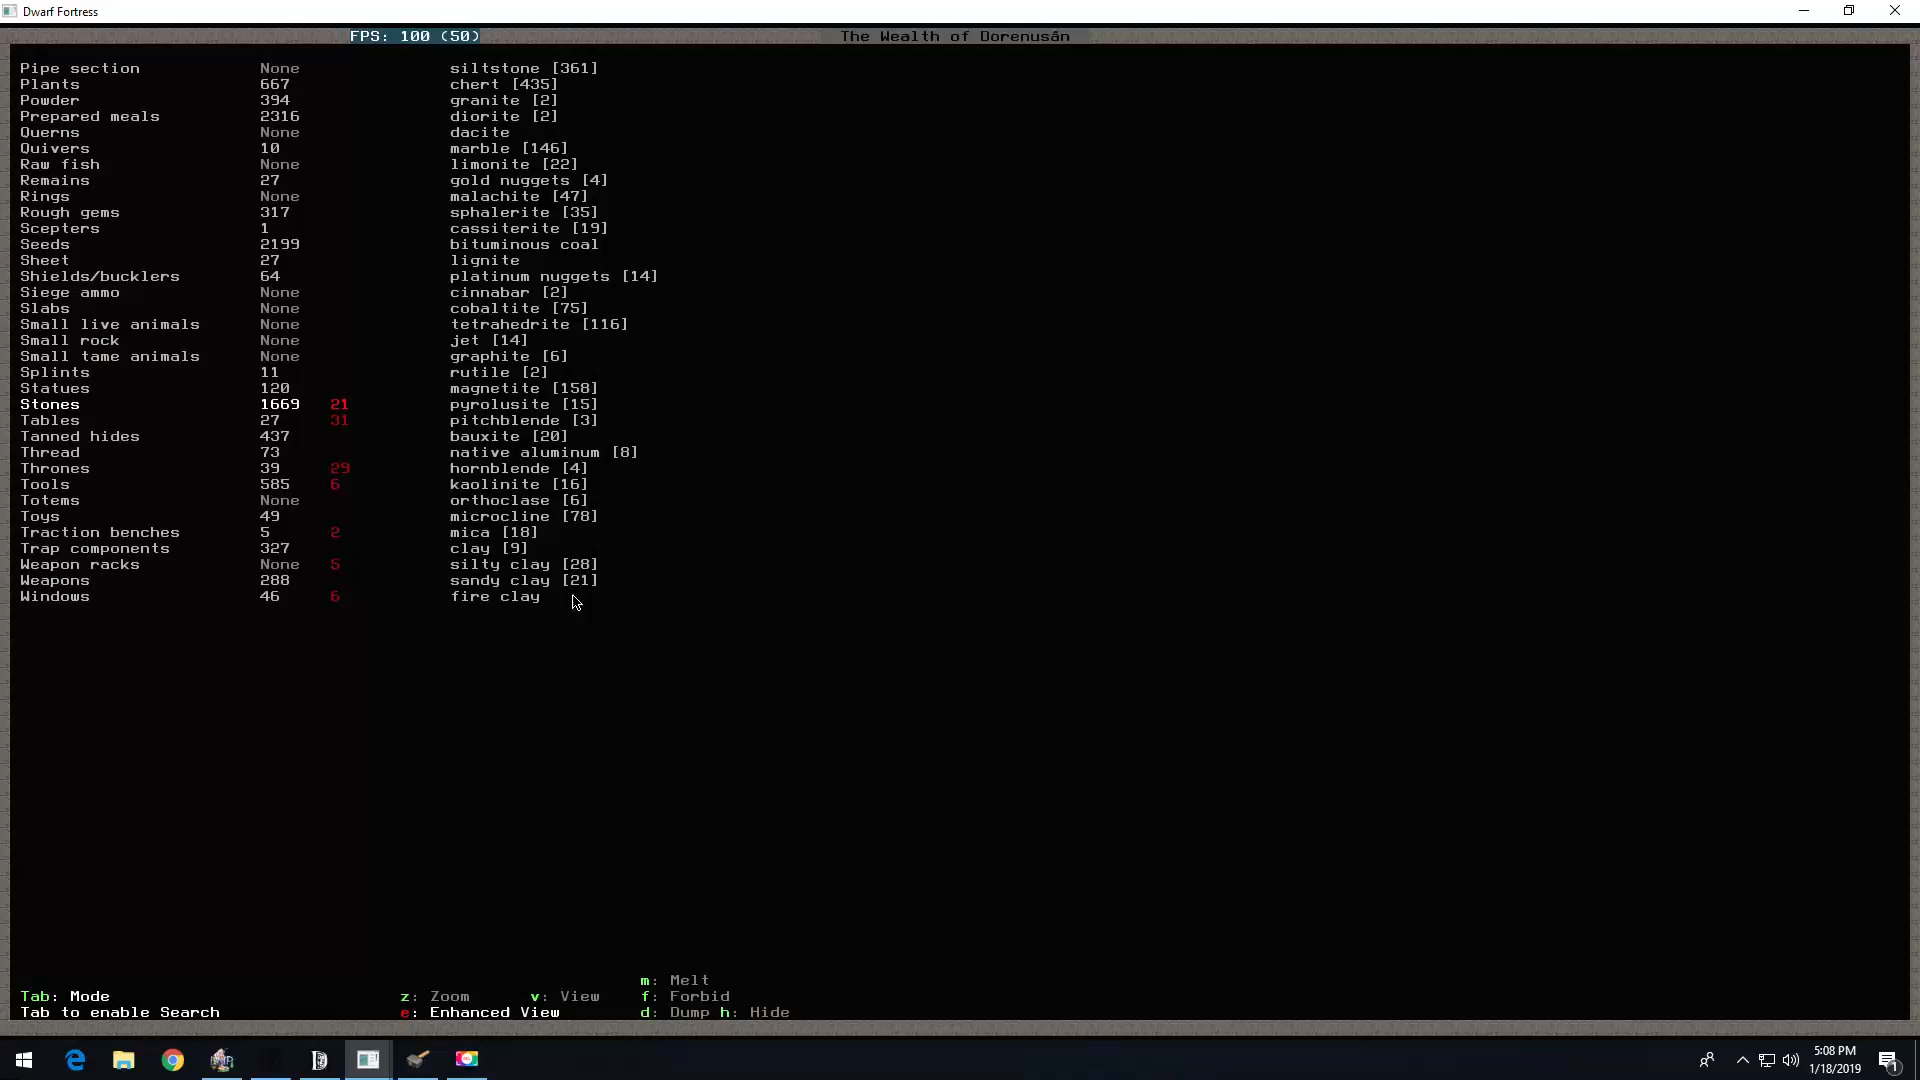 Dwarf Fortress
FPS: 100 (50) The Wealth of Dorenusân
Pipe section None siltstone [361]
Plants 667 chert [435]
Powder 394 granite [2]
Prepared meals 2316 diorite [2]
Querns None dacite
Quivers 10 marble [146]
Raw fish None limonite [22]
Remains 27 gold nuggets [4]
Rings None malachite [47]
Rough gems 317 sphalerite [35]
Scepters 1 cassiterite [19]
Seeds 2199 bituminous coal
Sheet 27 lignite
Shields/bucklers 64 platinum nuggets [14]
Siege ammo None cinnabar [2]
Slabs None cobaltite [75]
Small live animals None tetrahedrite [116]
Small rock None jet [14]
Small tame animals None graphite [6]
Splints 11 rutile [2]
Statues 120 magnetite [158]
Stones 1669 21 pyrolusite [15]
Tables 27 31 pitchblende [3]
Tanned hides 437 bauxite [20]
Thread 73 native aluminum [8]
Thrones 39 29 hornblende [4]
Tools 585 6 kaolinite [16]
Totems None orthoclase [6]
Toys 49 microcline [78]
Traction benches 5 2 mica [18]
Trap components 327 clay [9]
Weapon racks None 5 silty clay [28]
Weapons 288 sandy clay [21]
Windows 46 6 fire clay
m: Melt
Tab: Mode z: Zoom v: View f: Forbid
Tab to enable Search e: Enhanced View d: Dump h: Hide
5:08 PM
1/18/2019
1